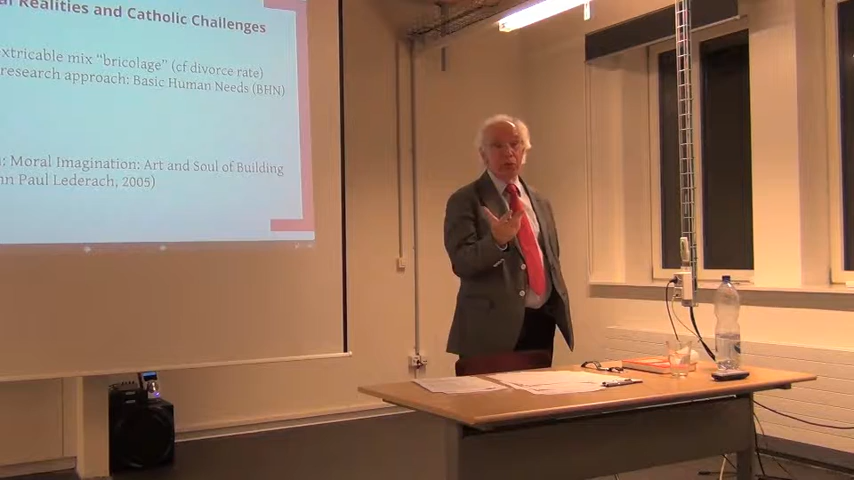 Realities and Catholic Challenges
mix "bricolage" (cf divorce rate)
research approach: Basic Human Needs (BHN)
Moral Imagination: Art and Soul of Building
Paul Lederach, 2005)